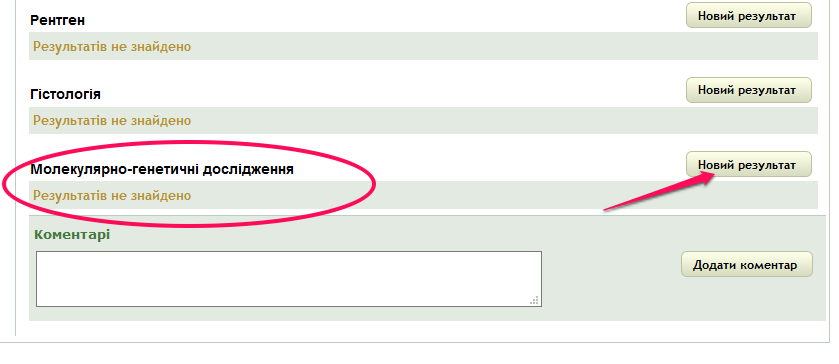 Рентген
Новий результат
Результатів не знайдено
Гістологія
Новий результат
Результатів не знайдено
Молекулярно-генетичні дослідження
Новий результат
Результатів не знайдено
Коментарі
Додати коментар